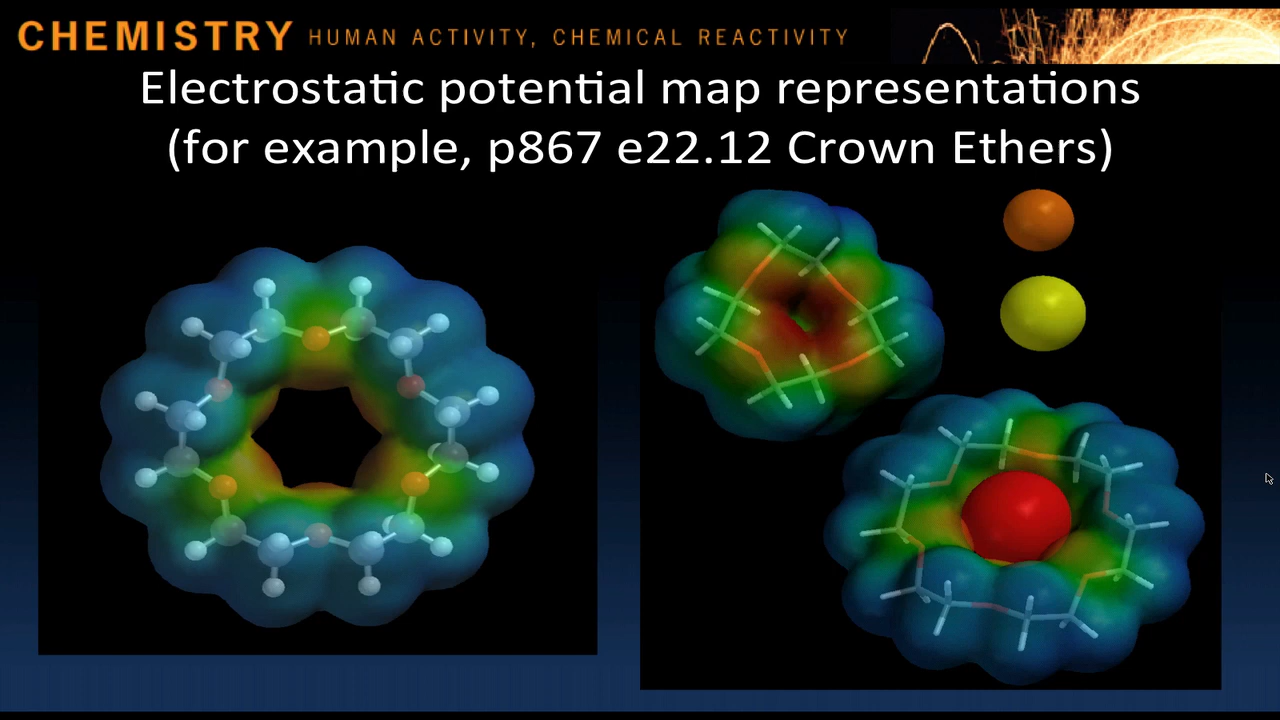 CHEMISTRY HUMAN ACTIVITY, CHEMICAL REACTIVITY
Electrostatic potential map representations
(for example, p867 e22.12 Crown Ethers)